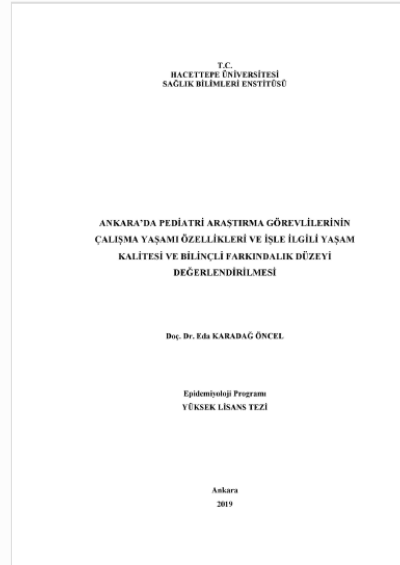 T.C.
HACETTEPE ÜNİVERSİTESİ
SAĞLIK BİLİMLERİ ENSTİTÜSÜ
ANKARA'DA PEDİATRİ ARAŞTIRMA GÖREVLİLERİNİN
ÇALIŞMA YAŞAMI ÖZELLİKLERİ VE İŞLE İLGİLİ YAŞAM
KALİTESİ VE BİLİNÇLİ FARKINDALIK DÜZEYİ
DEĞERLENDİRİLMESİ
Doç. Dr. Eda KARADAĞ ÖNCEL
Epidemiyoloji Programı
YÜKSEK LİSANS TEZİ
Ankara
2019